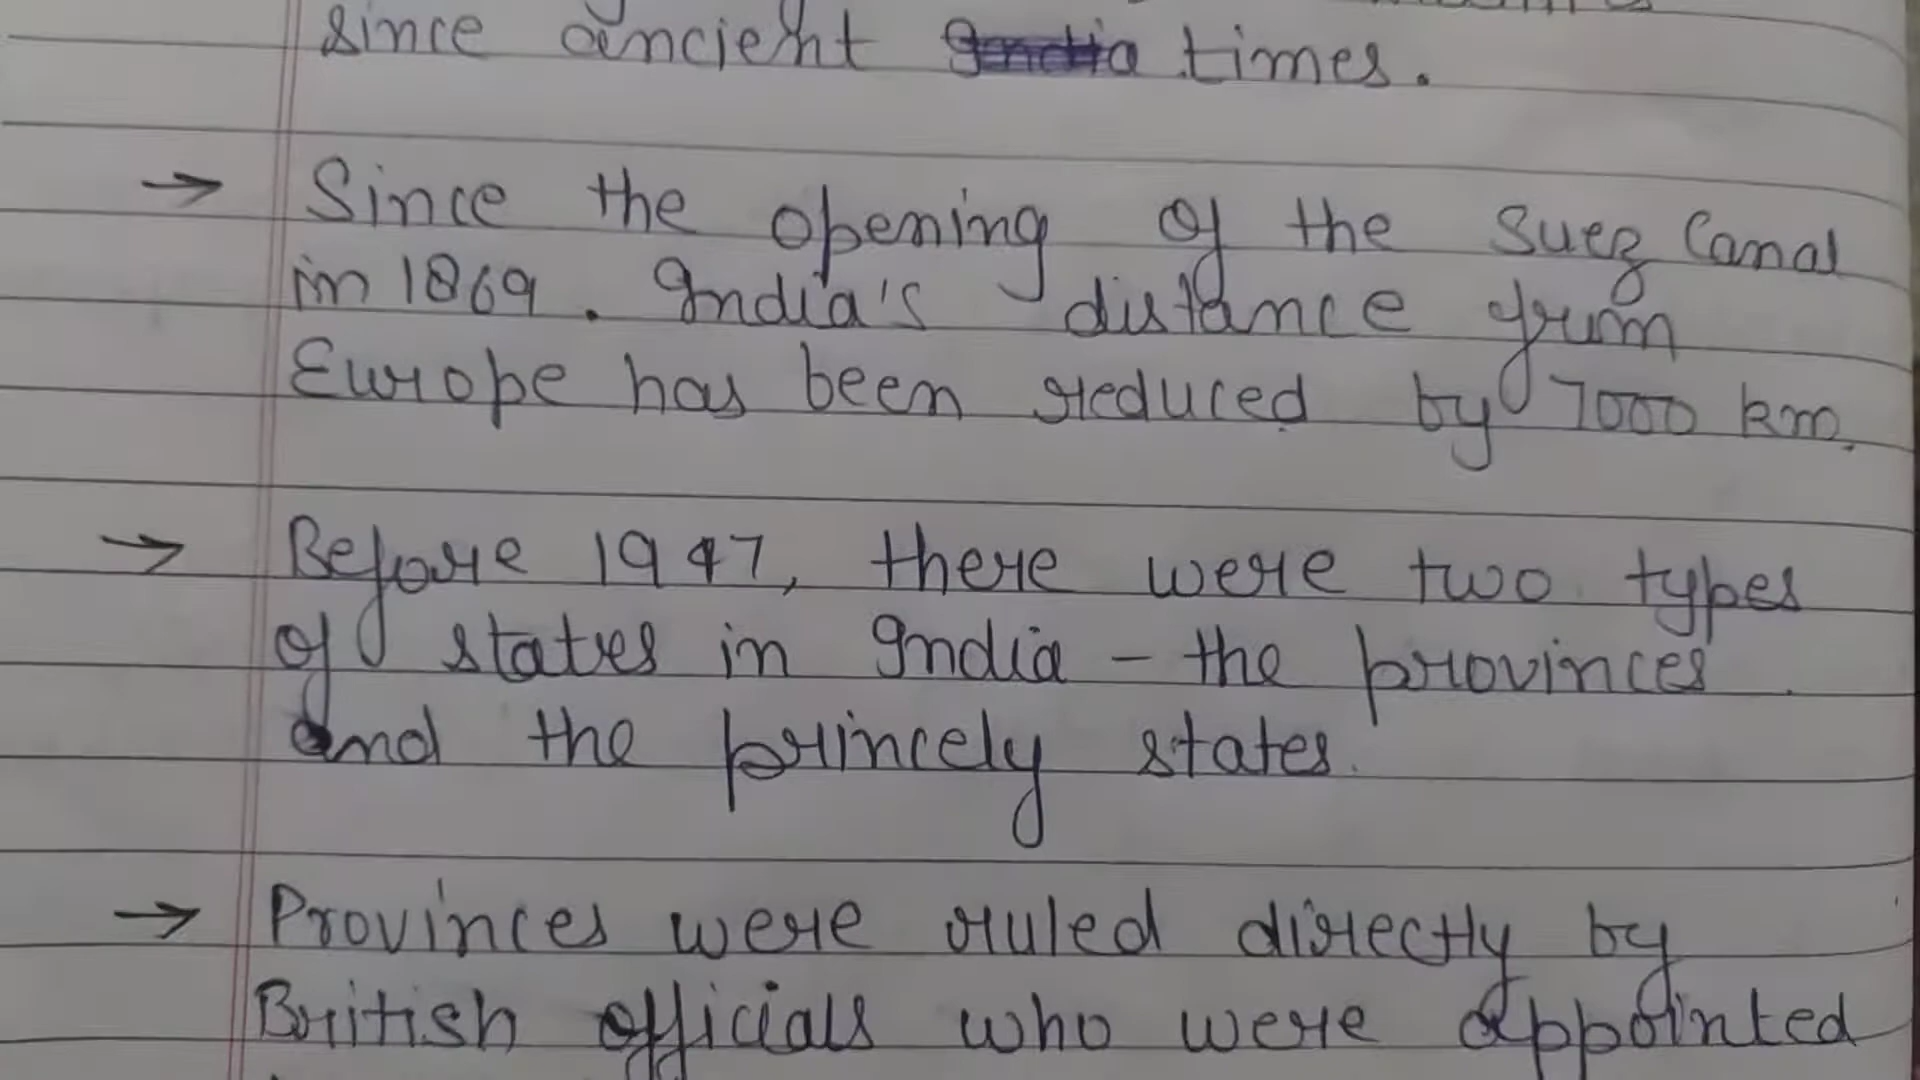 since ancient India times.
→ Since the opening of the Suez Canal
in 1869. India's distance from
Europe has been reduced by 7000 km.
→ Before 1947, there were two types
of states in India - the provinces
and the princely states.
→ Provinces were ruled directly by
British officials who were appointed